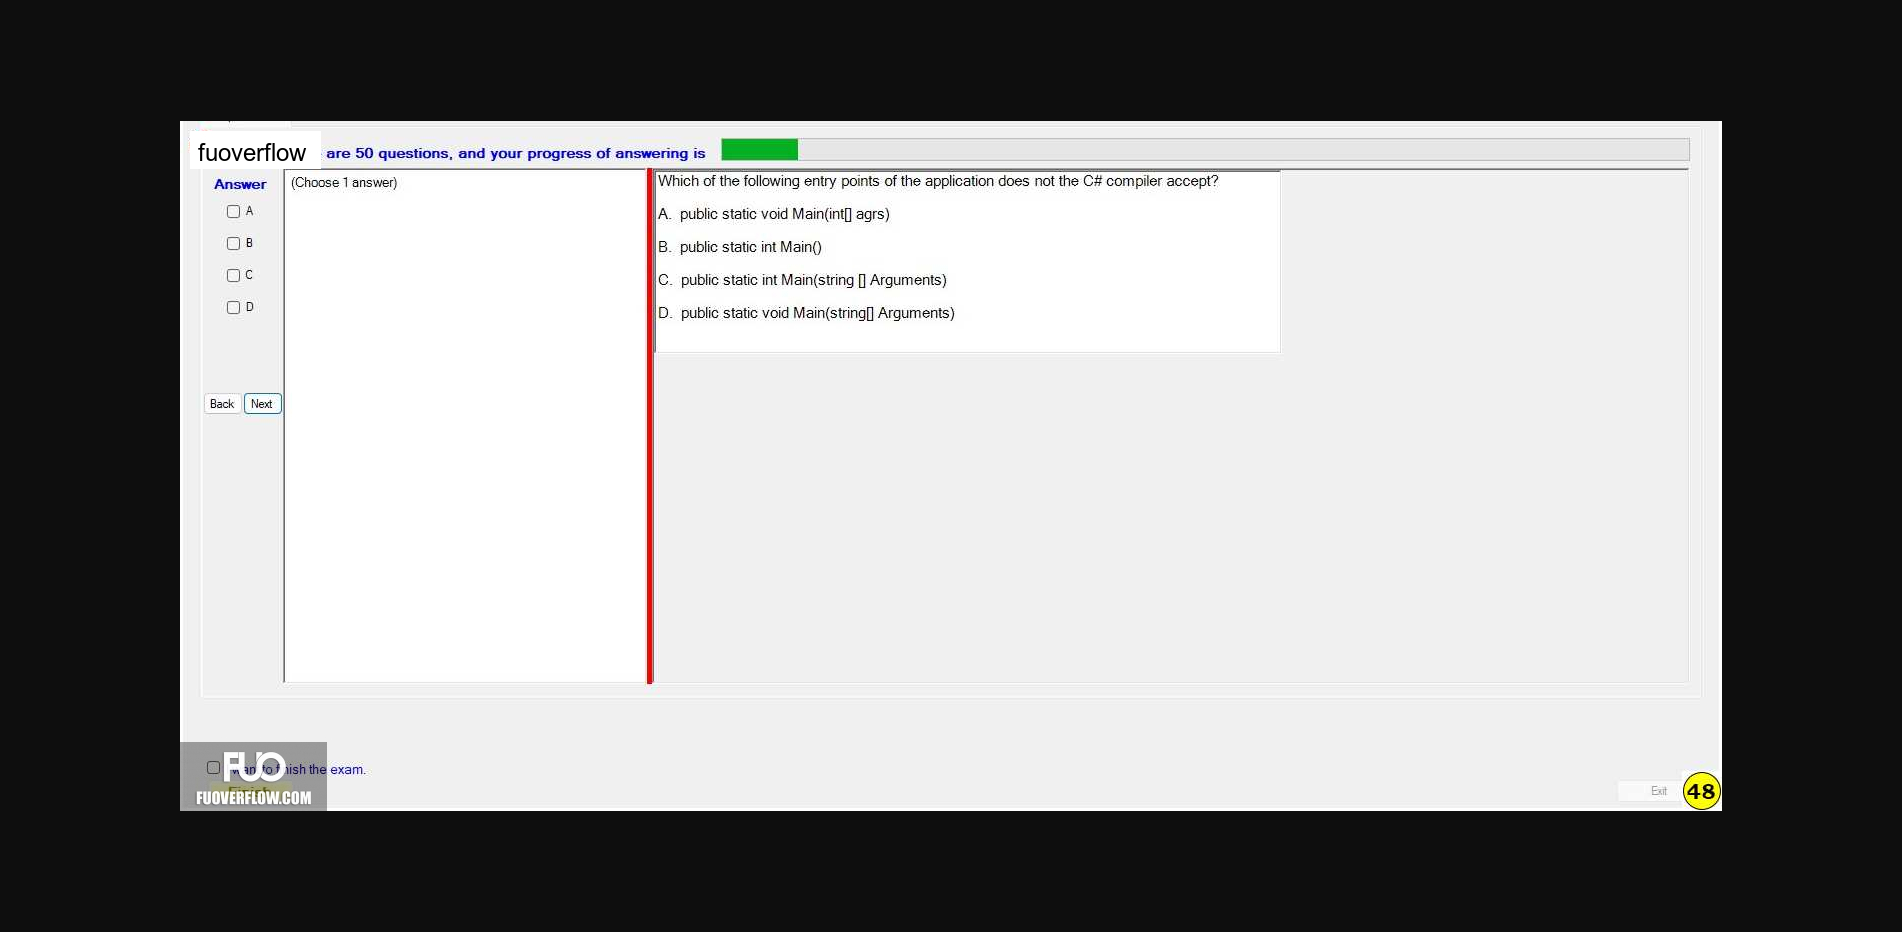 fuoverflow are 50 questions, and your progress of answering is
Answer
(Choose 1 answer)
A
B
C
D
Back Next
Which of the following entry points of the application does not the C# compiler accept?
A. public static void Main(int[] agrs)
B. public static int Main()
C. public static int Main(string [] Arguments)
D. public static void Main(string[] Arguments)
FUO
want to finish the exam.
Finish
FUOVERFLOW.COM
Exit
48